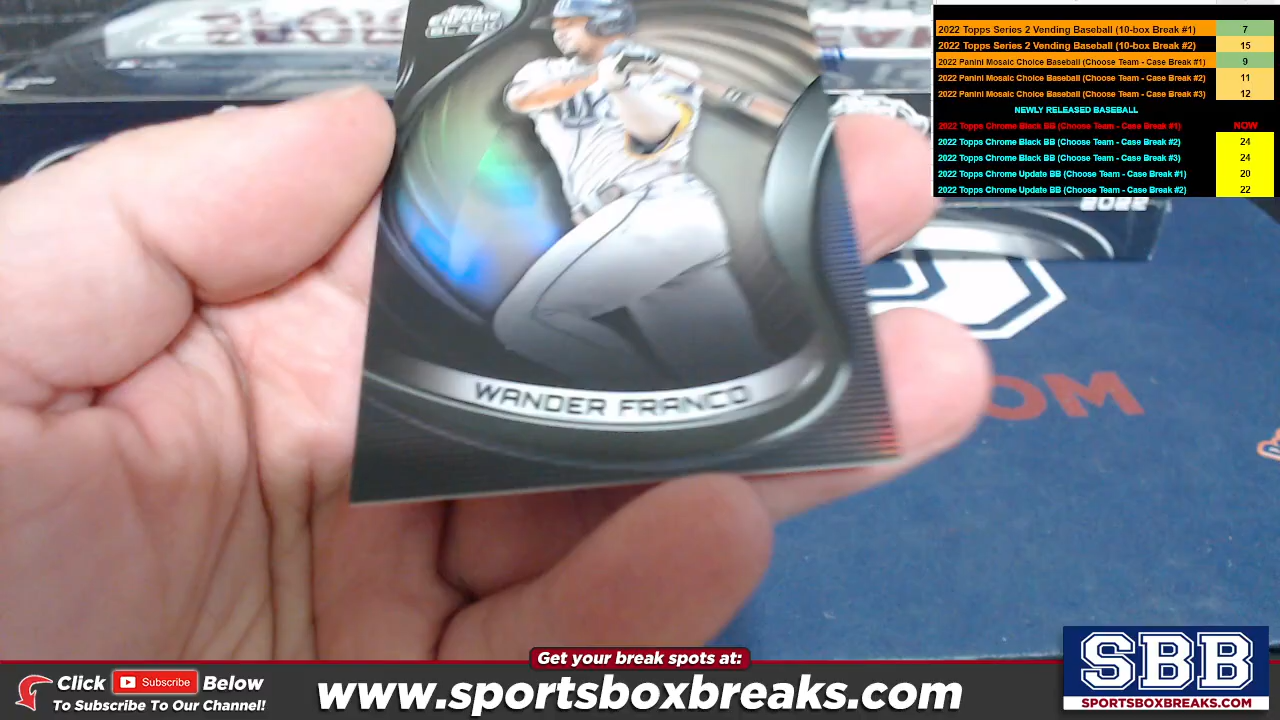 CHROME
BLACK
WANDER FRANCO
2022 Topps Series 2 Vending Baseball (10-box Break #1) 7
2022 Topps Series 2 Vending Baseball (10-box Break #2) 15
2022 Panini Mosaic Choice Baseball (Choose Team - Case Break #1) 9
2022 Panini Mosaic Choice Baseball (Choose Team - Case Break #2) 11
2022 Panini Mosaic Choice Baseball (Choose Team - Case Break #3) 12
NEWLY RELEASED BASEBALL
2022 Topps Chrome Black BB (Choose Team - Case Break #1) NOW
2022 Topps Chrome Black BB (Choose Team - Case Break #2) 24
2022 Topps Chrome Black BB (Choose Team - Case Break #3) 24
2022 Topps Chrome Update BB (Choose Team - Case Break #1) 20
2022 Topps Chrome Update BB (Choose Team - Case Break #2) 22
2022
OM
Get your break spots at:
Click Subscribe Below
To Subscribe To Our Channel!
www.sportsboxbreaks.com
SBB
SPORTSBOXBREAKS.COM